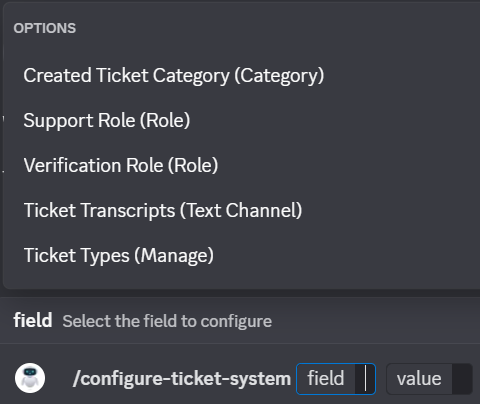 OPTIONS
Created Ticket Category (Category)
Support Role (Role)
Verification Role (Role)
Ticket Transcripts (Text Channel)
Ticket Types (Manage)
field Select the field to configure
/configure-ticket-system field value